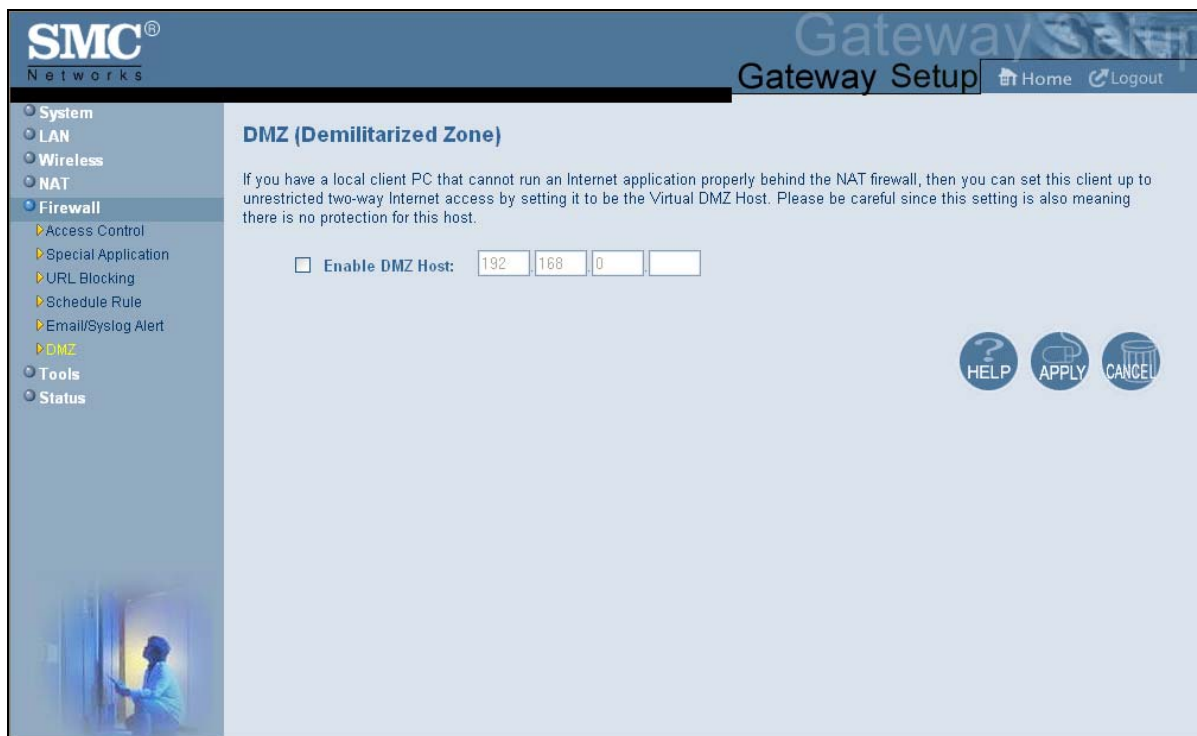 SMC®
Networks
Gateway Setup
Gateway Setup
Home
Logout
System
LAN
Wireless
NAT
Firewall
Access Control
Special Application
URL Blocking
Schedule Rule
Email/Syslog Alert
DMZ
Tools
Status
DMZ (Demilitarized Zone)
If you have a local client PC that cannot run an Internet application properly behind the NAT firewall, then you can set this client up to
unrestricted two-way Internet access by setting it to be the Virtual DMZ Host. Please be careful since this setting is also meaning
there is no protection for this host.
Enable DMZ Host: 192 .168 .0 .
HELP APPLY CANCEL